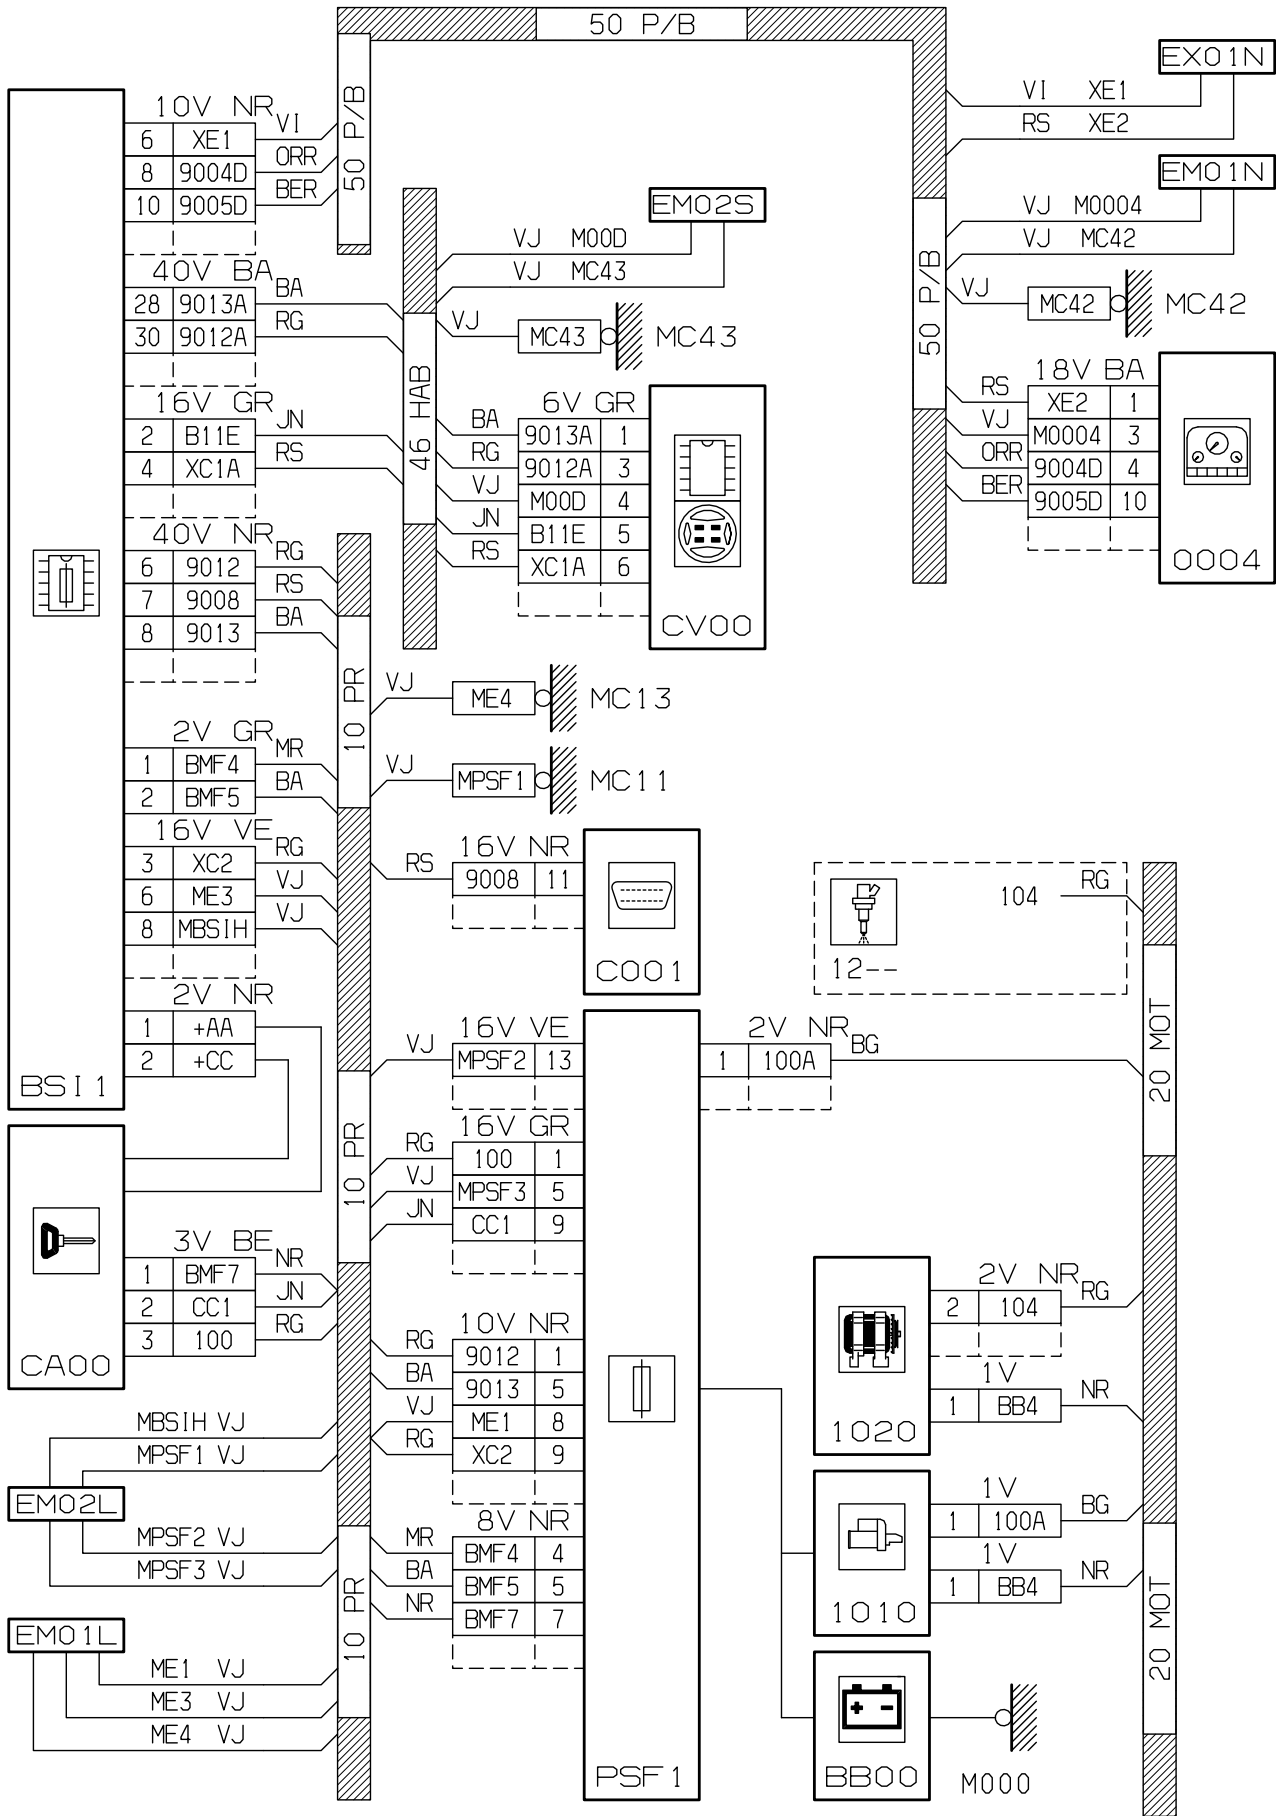 50 P/B
EX01N
VI XE1
RS XE2
EM01N
VJ M0004
VJ MC42
VJ MC42 MC42
50 P/B
50 P/B
10V NR
6 XE1 VI
8 9004D ORR
10 9005D BER
40V BA
28 9013A BA
30 9012A RG
16V GR
2 B11E JN
4 XC1A RS
40V NR
6 9012 RG
7 9008 RS
8 9013 BA
2V GR
1 BMF4 MR
2 BMF5 BA
16V VE
3 XC2 RG
6 ME3 VJ
8 MBSIH VJ
2V NR
1 +AA
2 +CC
BSI1
EM02S
VJ M00D
VJ MC43
VJ MC43 MC43
46 HAB
6V GR
BA 9013A 1
RG 9012A 3
VJ M00D 4
JN B11E 5
RS XC1A 6
CV00
18V BA
RS XE2 1
VJ M0004 3
ORR 9004D 4
BER 9005D 10
0004
10 PR
VJ ME4 MC13
VJ MPSF1 MC11
16V NR
RS 9008 11
C001
104 RG
12--
20 MOT
10 PR
16V VE
VJ MPSF2 13
2V NR
1 100A BG
16V GR
RG 100 1
VJ MPSF3 5
JN CC1 9
3V BE
1 BMF7 NR
2 CC1 JN
3 100 RG
CA00
10V NR
RG 9012 1
BA 9013 5
VJ ME1 8
RG XC2 9
8V NR
MR BMF4 4
BA BMF5 5
NR BMF7 7
PSF1
2V NR
2 104 RG
1V
1 BB4 NR
1020
1V
1 100A BG
1V
1 BB4 NR
1010
20 MOT
+ -
BB00
M000
MBSIH VJ
MPSF1 VJ
EM02L
MPSF2 VJ
MPSF3 VJ
10 PR
EM01L
ME1 VJ
ME3 VJ
ME4 VJ